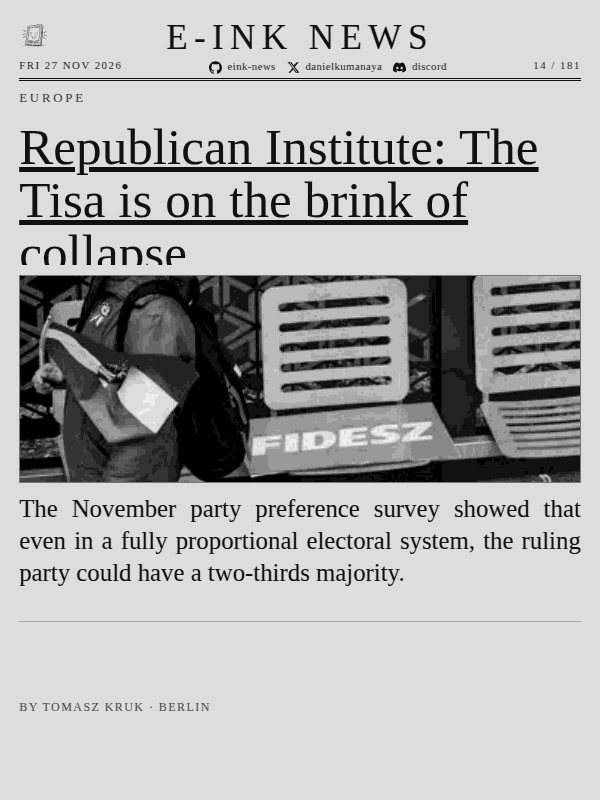 E-INK NEWS
FRI 27 NOV 2026
eink-news
danielkumanaya
discord
14 / 181
EUROPE
Republican Institute: The
Tisa is on the brink of
collapse
FIDESZ
The November party preference survey showed that
even in a fully proportional electoral system, the ruling
party could have a two-thirds majority.
BY TOMASZ KRUK · BERLIN